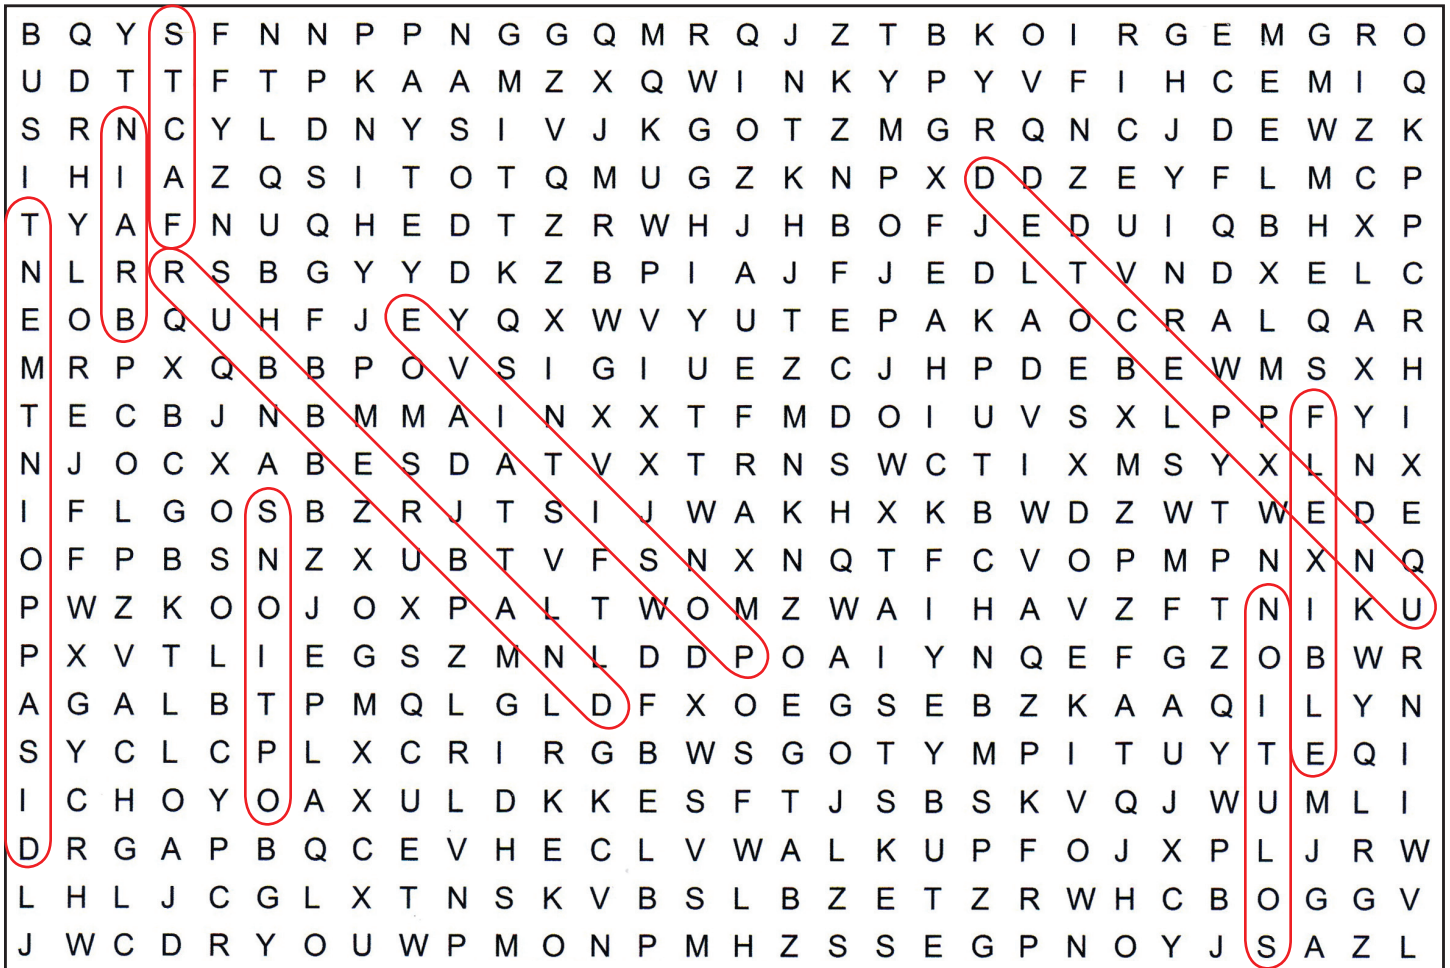 B Q Y S F N N P P N G G Q M R Q J Z T B K O I R G E M G R O
U D T T F T P K A A M Z X Q W I N K Y P Y V F I H C E M I Q
S R N C Y L D N Y S I V J K G O T Z M G R Q N C J D E W Z K
I H I A Z Q S I T O T Q M U G Z K N P X D D Z E Y F L M C P
T Y A F N U Q H E D T Z R W H J H B O F J E D U I Q B H X P
N L R R S B G Y Y D K Z B P I A J F J E D L T V N D X E L C
E O B Q U H F J E Y Q X W V Y U T E P A K A O C R A L Q A R
M R P X Q B B P O V S I G I U E Z C J H P D E B E W M S X H
T E C B J N B M M A I N X X T F M D O I U V S X L P P F Y I
N J O C X A B E S D A T V X T R N S W C T I X M S Y X L N X
I F L G O S B Z R J T S I J W A K H X K B W D Z W T W E D E
O F P B S N Z X U B T V F S N X N Q T F C V O P M P N X N Q
P W Z K O O J O X P A L T W O M Z W A I H A V Z F T N I K U
P X V T L I E G S Z M N L D D P O A I Y N Q E F G Z O B W R
A G A L B T P M Q L G L D F X O E G S E B Z K A A Q I L Y N
S Y C L C P L X C R I R G B W S G O T Y M P I T U Y T E Q I
I C H O Y O A X U L D K K E S F T J S B S K V Q J W U M L I
D R G A P B Q C E V H E C L V W A L K U P F O J X P L J R W
L H L J C G L X T N S K V B S L B Z E T Z R W H C B O G G V
J W C D R Y O U W P M O N P M H Z S S E G P N O Y J S A Z L